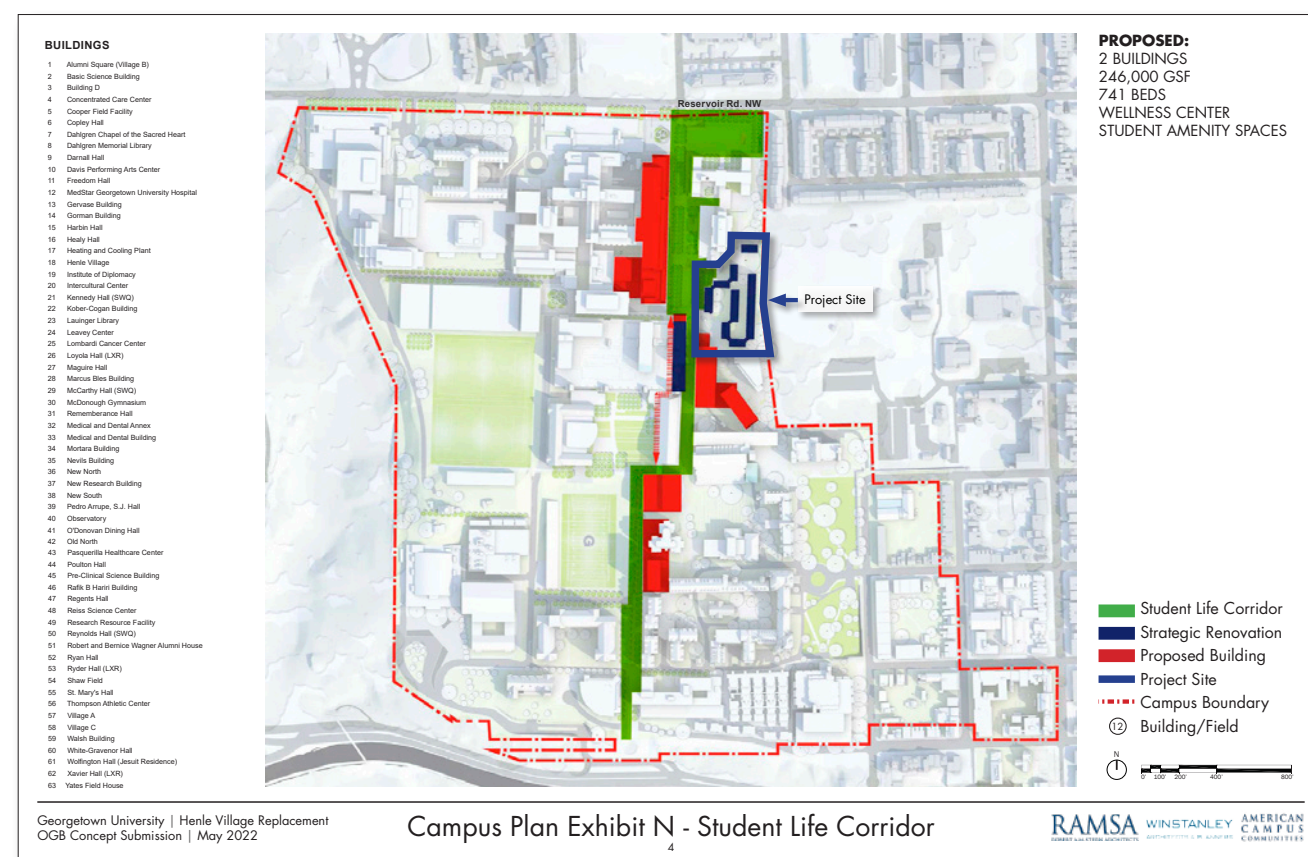 BUILDINGS
1 Alumni Square (Village B)
2 Basic Science Building
3 Building D
4 Concentrated Care Center
5 Cooper Field Facility
6 Copley Hall
7 Dahlgren Chapel of the Sacred Heart
8 Dahlgren Memorial Library
9 Darnall Hall
10 Davis Performing Arts Center
11 Freedom Hall
12 MedStar Georgetown University Hospital
13 Gervase Building
14 Gorman Building
15 Harbin Hall
16 Healy Hall
17 Heating and Cooling Plant
18 Henle Village
19 Institute of Diplomacy
20 Intercultural Center
21 Kennedy Hall (SWQ)
22 Kober-Cogan Building
23 Lauinger Library
24 Leavey Center
25 Lombardi Cancer Center
26 Loyola Hall (LXR)
27 Maguire Hall
28 Marcus Bles Building
29 McCarthy Hall (SWQ)
30 McDonough Gymnasium
31 Rememberance Hall
32 Medical and Dental Annex
33 Medical and Dental Building
34 Mortara Building
35 Nevils Building
36 New North
37 New Research Building
38 New South
39 Pedro Arrupe, S.J. Hall
40 Observatory
41 O'Donovan Dining Hall
42 Old North
43 Pasquerilla Healthcare Center
44 Poulton Hall
45 Pre-Clinical Science Building
46 Rafik B Hariri Building
47 Regents Hall
48 Reiss Science Center
49 Research Resource Facility
50 Reynolds Hall (SWQ)
51 Robert and Bernice Wagner Alumni House
52 Ryan Hall
53 Ryder Hall (LXR)
54 Shaw Field
55 St. Mary's Hall
56 Thompson Athletic Center
57 Village A
58 Village C
59 Walsh Building
60 White-Gravenor Hall
61 Wolfington Hall (Jesuit Residence)
62 Xavier Hall (LXR)
63 Yates Field House
Reservoir Rd. NW
Project Site
G
PROPOSED:
2 BUILDINGS
246,000 GSF
741 BEDS
WELLNESS CENTER
STUDENT AMENITY SPACES
Student Life Corridor
Strategic Renovation
Proposed Building
Project Site
Campus Boundary
12 Building/Field
N
0' 100' 200' 400' 800'
Georgetown University | Henle Village Replacement
OGB Concept Submission | May 2022
Campus Plan Exhibit N - Student Life Corridor
4
RAMSA
ROBERT A.M. STERN ARCHITECTS
WINSTANLEY
ARCHITECTS & PLANNERS
AMERICAN
CAMPUS
COMMUNITIES